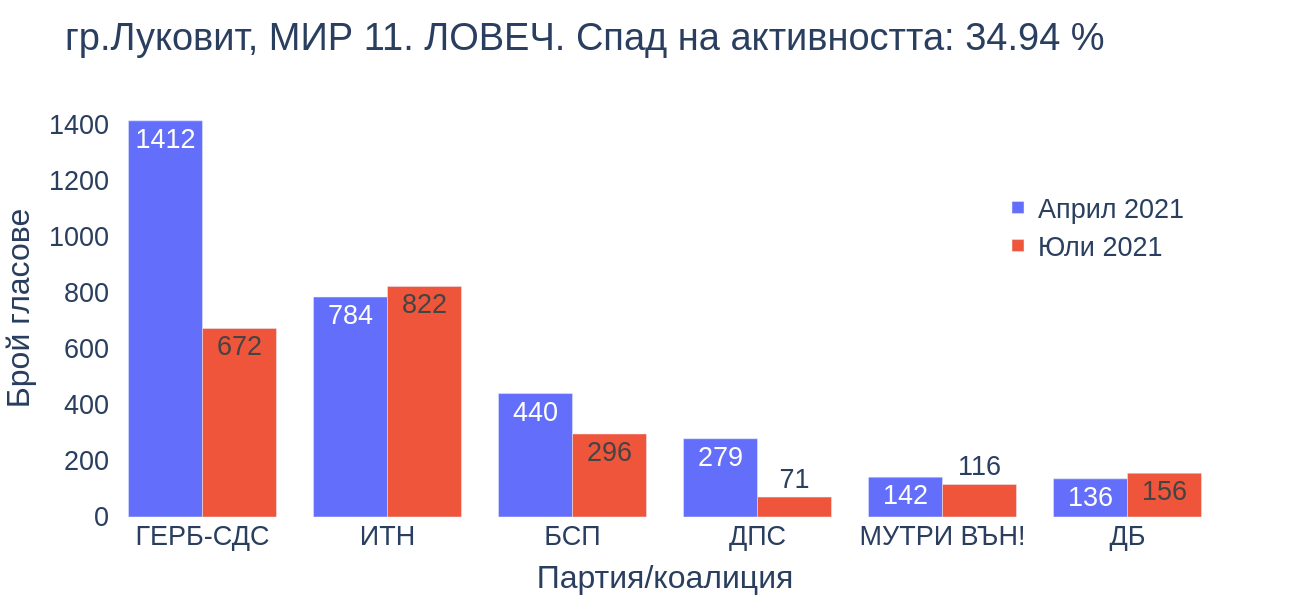 гр.Луковит, МИР 11. ЛОВЕЧ. Спад на активността: 34.94 %
Брой гласове
1400
1200
1000
800
600
400
200
0
1412
672
784
822
440
296
279
71
142
116
136
156
Април 2021
Юли 2021
ГЕРБ-СДС
ИТН
БСП
ДПС
МУТРИ ВЪН!
ДБ
Партия/коалиция